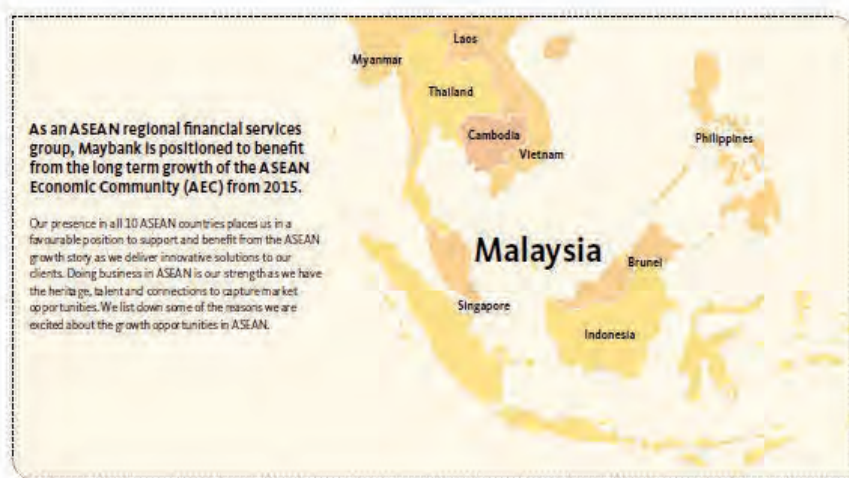 As an ASEAN regional financial services
group, Maybank is positioned to benefit
from the long term growth of the ASEAN
Economic Community (AEC) from 2015.
Our presence in all 10 ASEAN countries places us in a
favourable position to support and benefit from the ASEAN
growth story as we deliver innovative solutions to our
clients. Doing business in ASEAN is our strength as we have
the heritage, talent and connections to capture market
opportunities. We list down some of the reasons we are
excited about the growth opportunities in ASEAN.
Laos
Myanmar
Thailand
Cambodia
Vietnam
Philippines
Malaysia
Brunei
Singapore
Indonesia